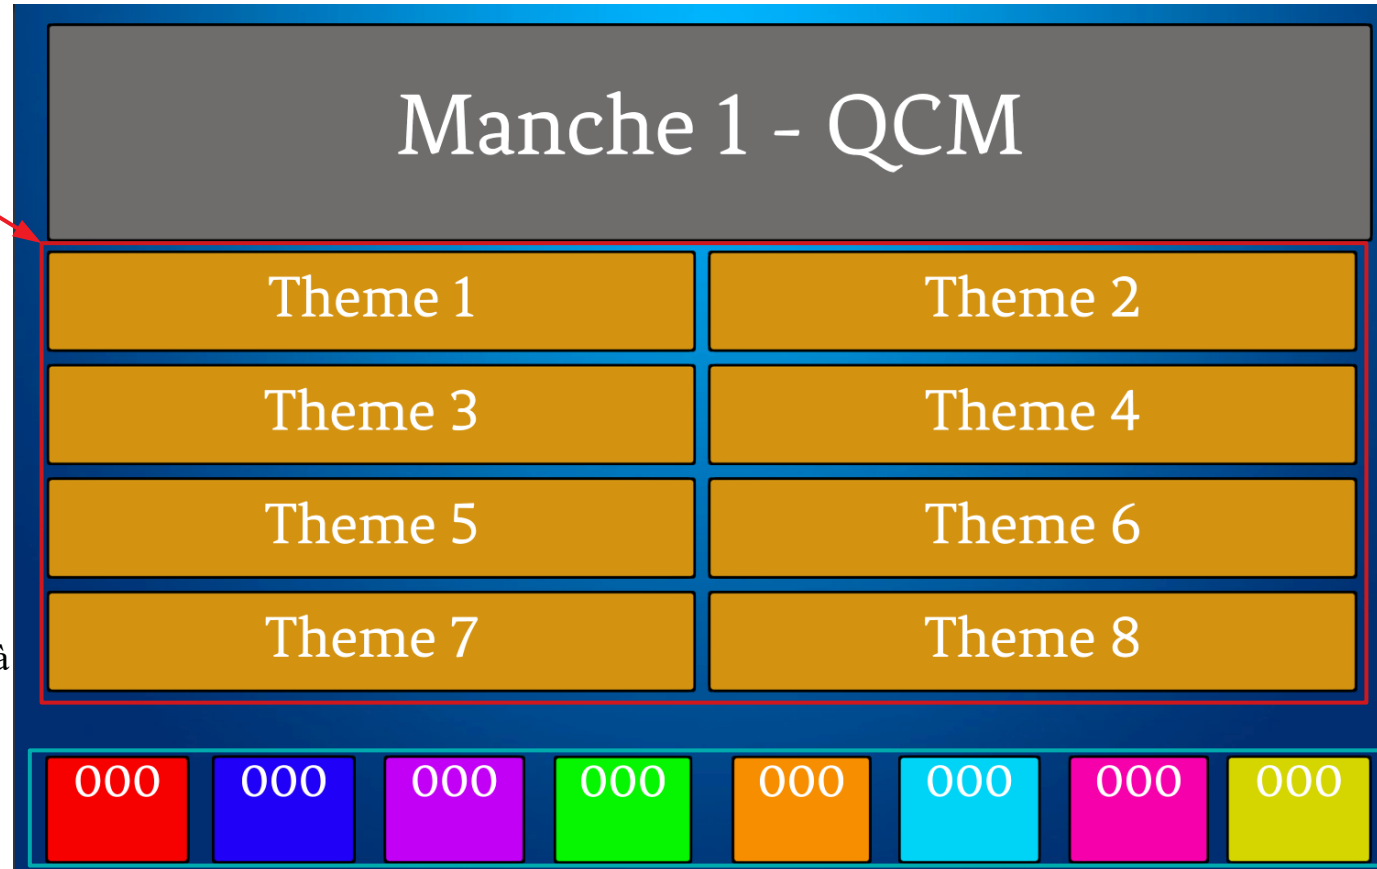 Manche 1 - QCM
Theme 1 Theme 2
Theme 3 Theme 4
Theme 5 Theme 6
à
Theme 7 Theme 8
000 000 000 000 000 000 000 000